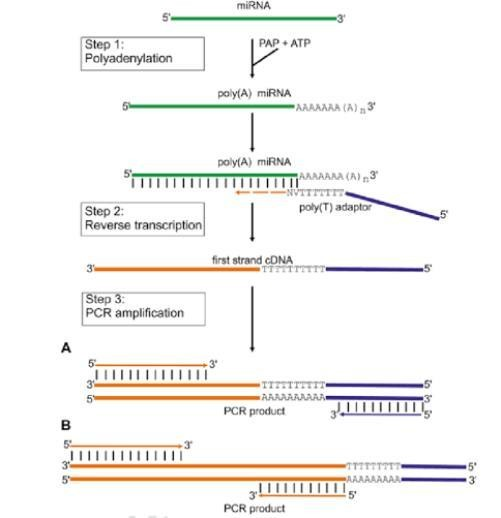 miRNA
5' 3'
Step 1:
Polyadenylation
PAP + ATP
poly(A) miRNA
5' AAAAAAA (A)n 3'
poly(A) miRNA
5' AAAAAAA (A)n 3'
NVTTTTTTT
poly(T) adaptor
5'
Step 2:
Reverse transcription
first strand cDNA
3' TTTTTTTTTT 5'
Step 3:
PCR amplification
A
5' 3'
3' TTTTTTTTTT 5'
5' AAAAAAAAAA 3'
PCR product
3' 5'
B
5' 3'
3' TTTTTTTTT 5'
5' AAAAAAAAA 3'
3' 5'
PCR product